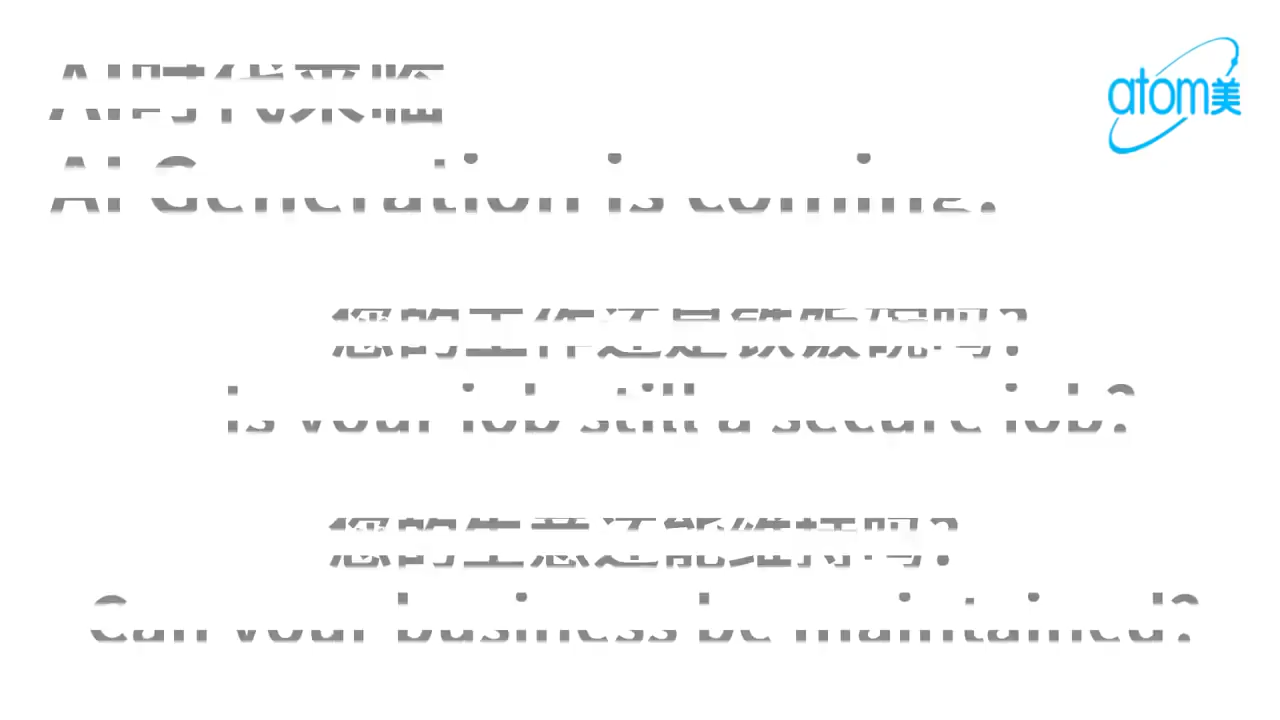 AI时代来临
atom美
AI Generation is coming.
您的工作还是铁饭碗吗？
Is your job still a secure job?
您的生意还能维持吗？
Can your business be maintained?